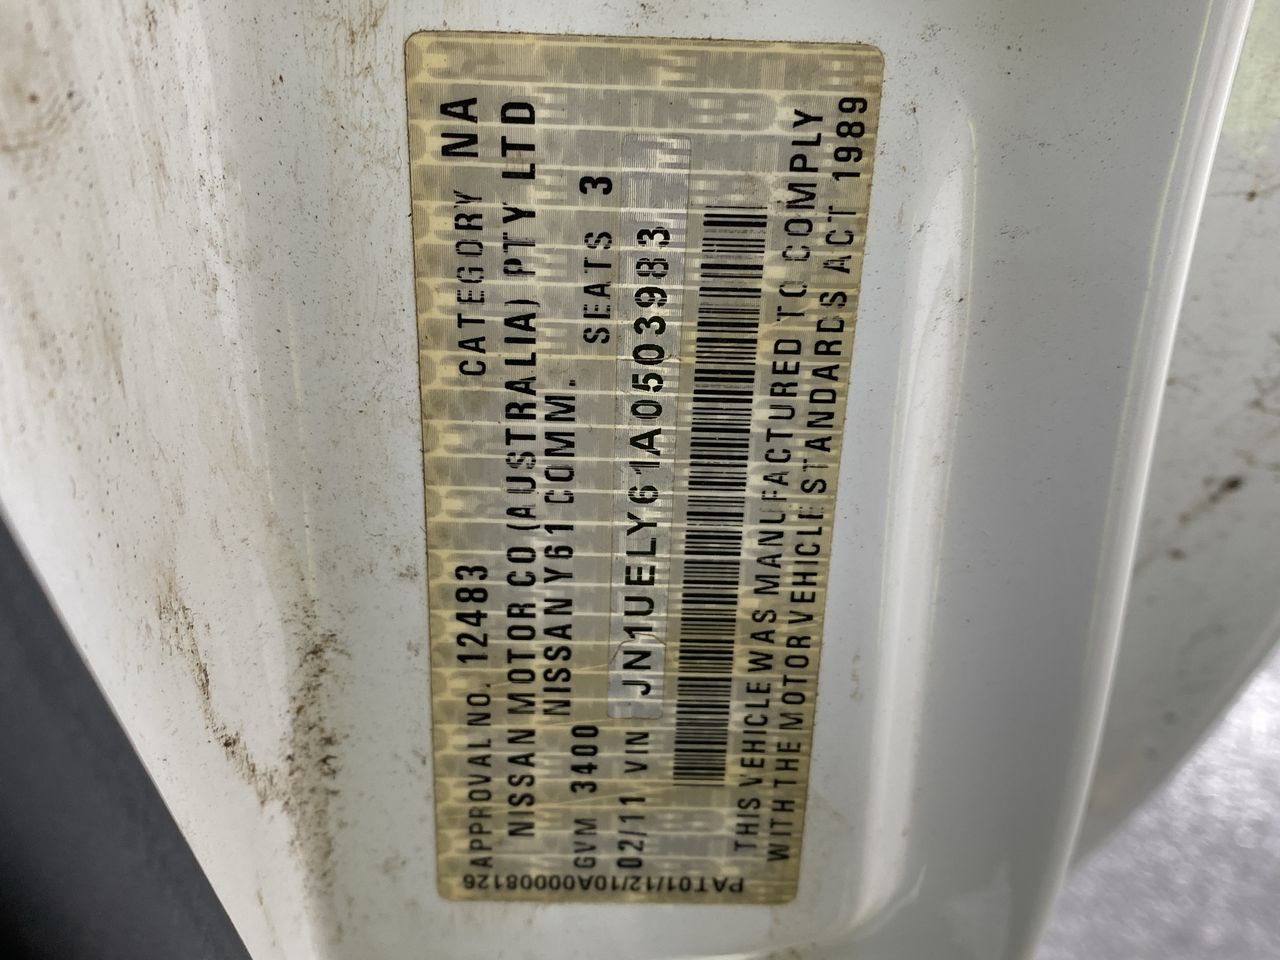 APPROVAL NO. 12483 CATEGORY NA
NISSAN MOTOR CO (AUSTRALIA) PTY LTD
NISSAN Y61 COMM.
GVM 3400 SEATS 3
02/11 VIN JN1UELY61A0503983
THIS VEHICLE WAS MANUFACTURED TO COMPLY
WITH THE MOTOR VEHICLE STANDARDS ACT 1989
PAT01/12/10A00008126